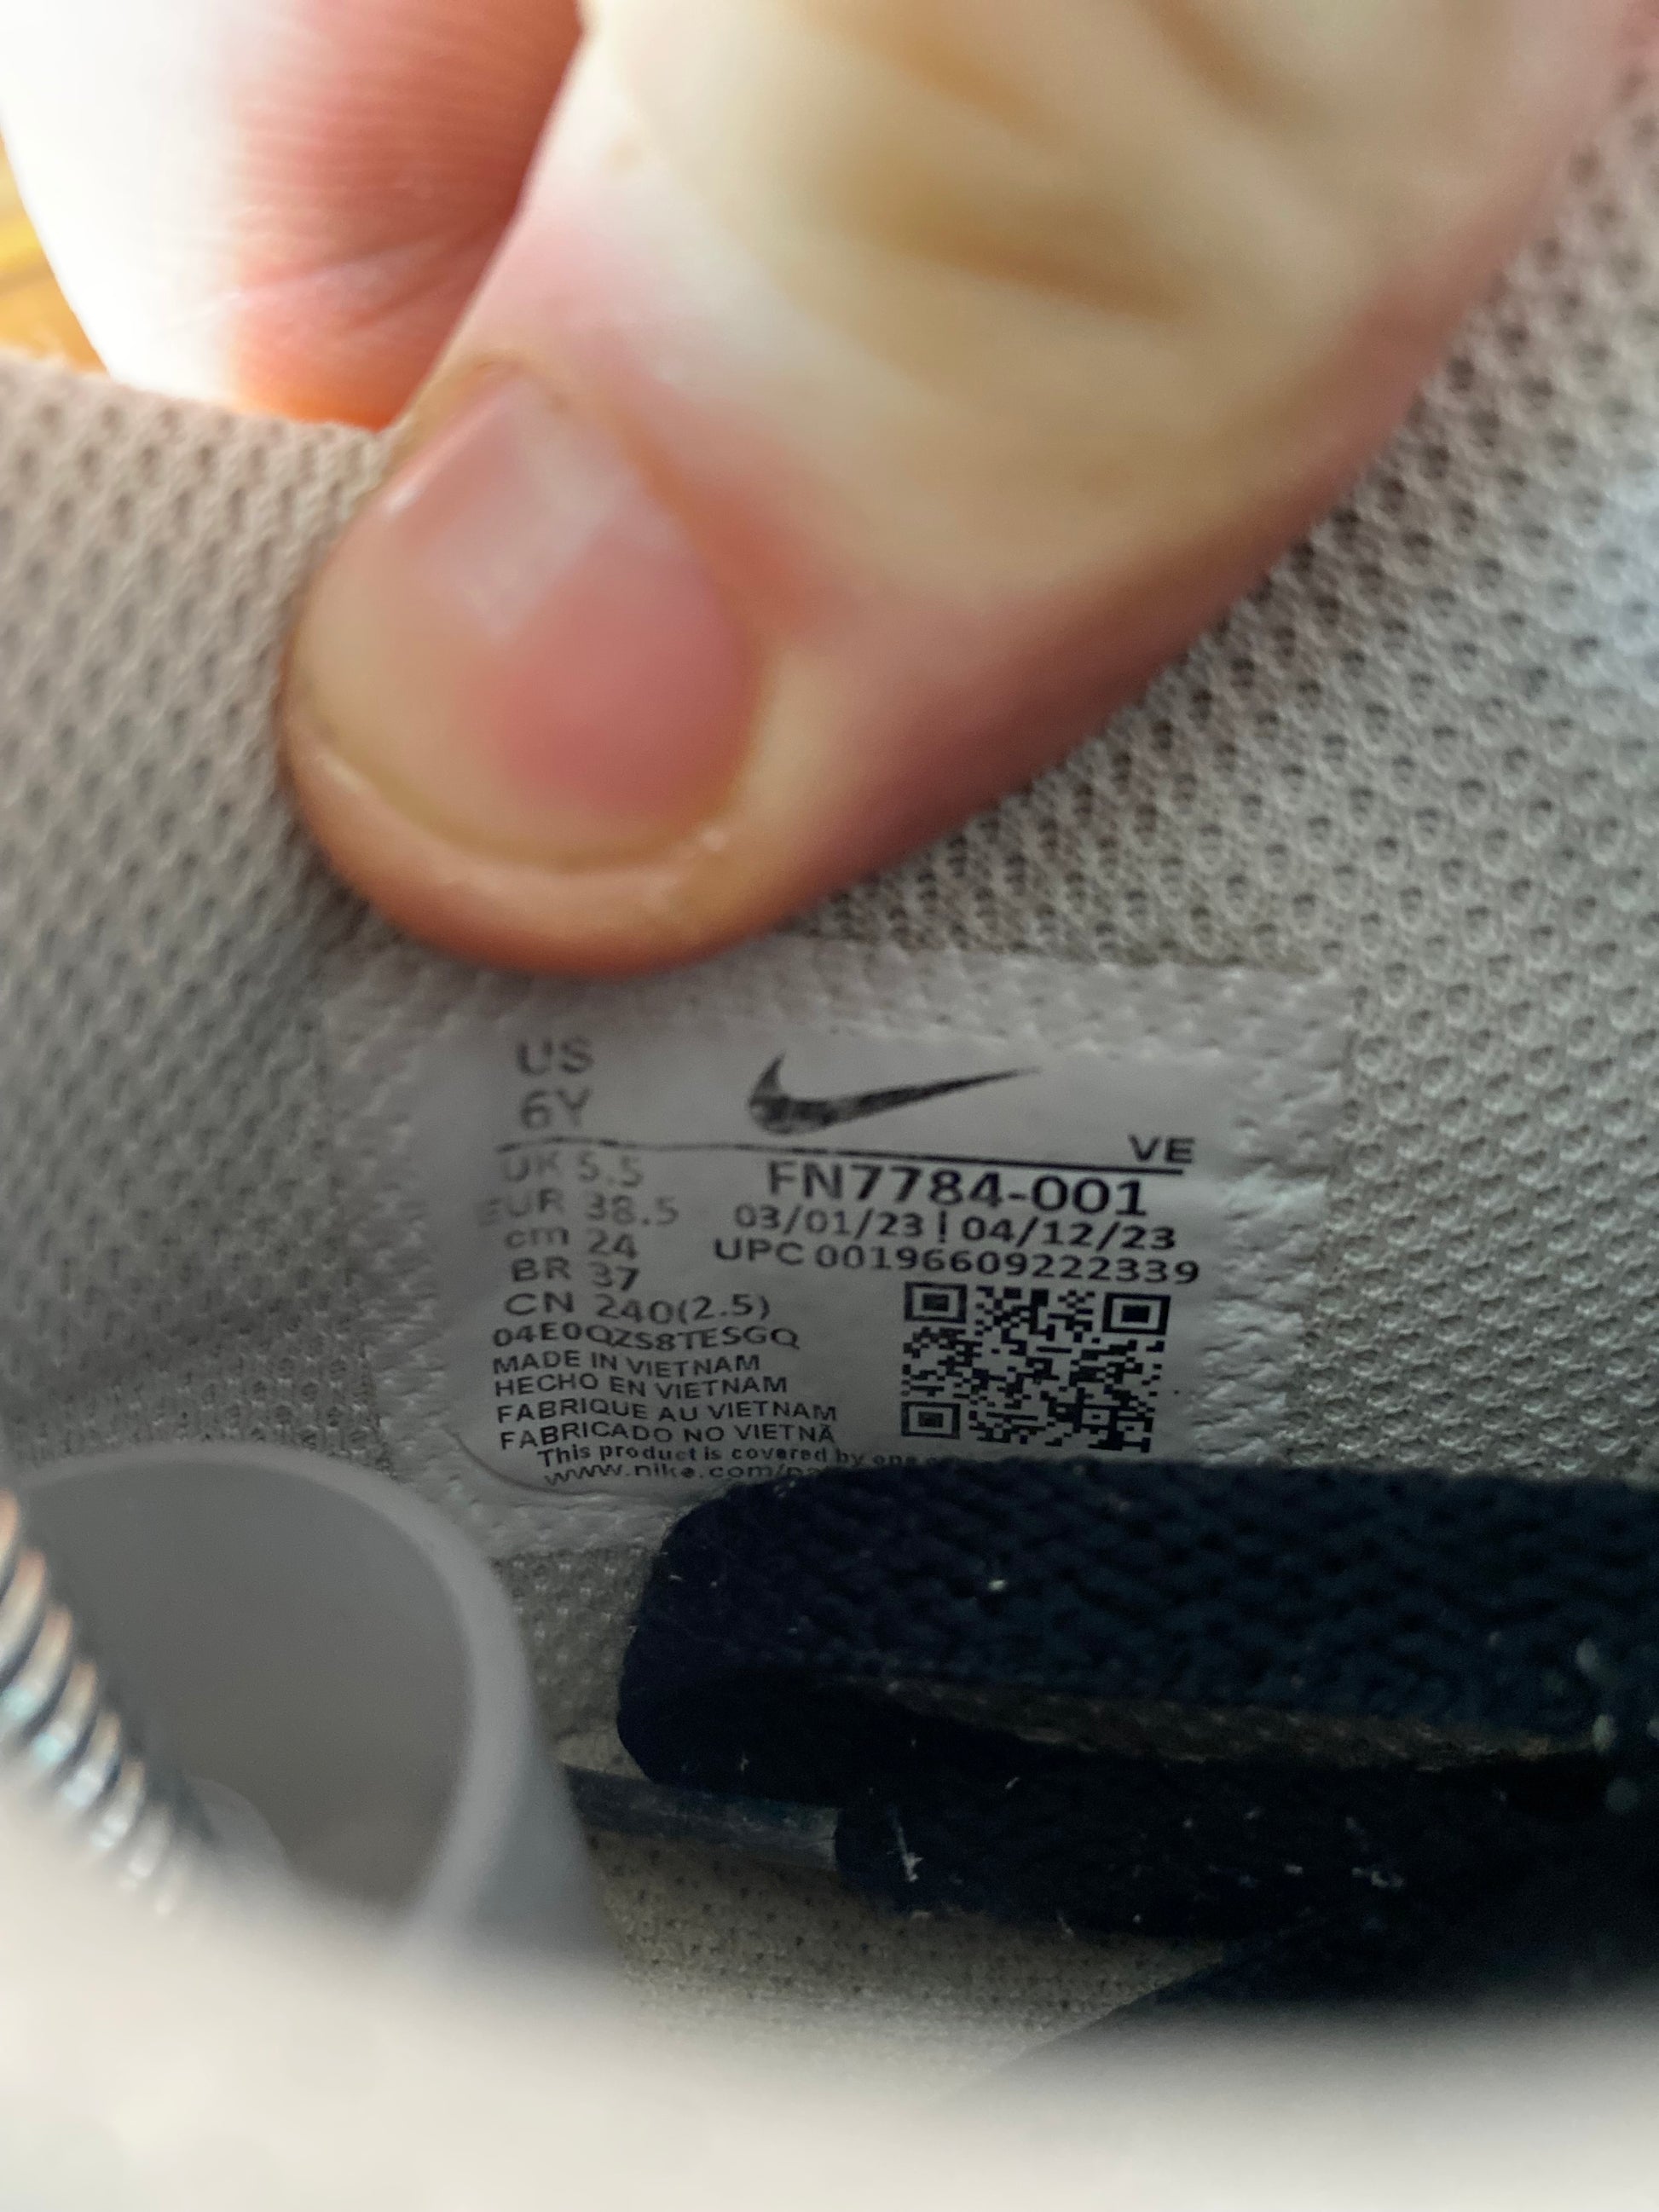 US
6Y
VE
UK 5.5
EUR 38.5
cm 24
BR 37
CN 240(2.5)
FN7784-001
03/01/23 | 04/12/23
UPC 00196609222339
04E0QZS8TESGQ
MADE IN VIETNAM
HECHO EN VIETNAM
FABRIQUE AU VIETNAM
FABRICADO NO VIETNÃ
This product is covered by one
www.nike.com/pa